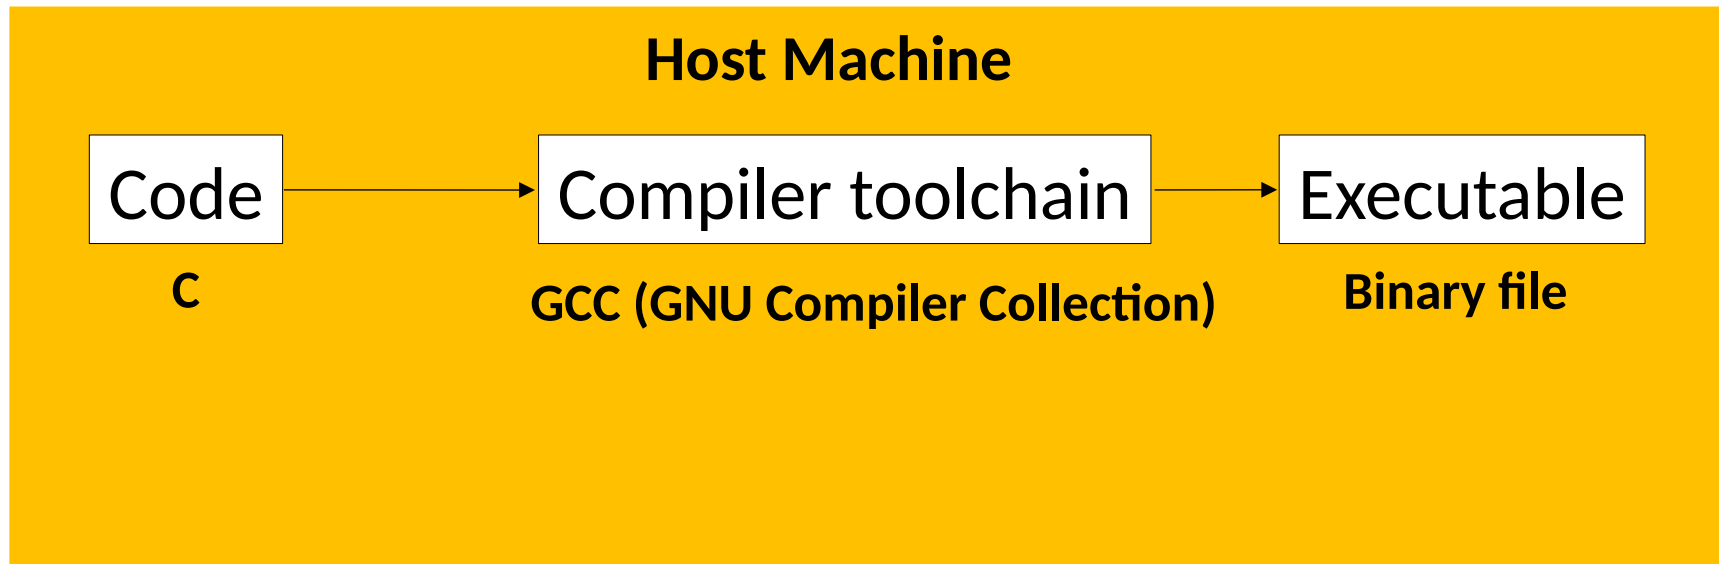 Host Machine
Code
Compiler toolchain
Executable
C
GCC (GNU Compiler Collection)
Binary file